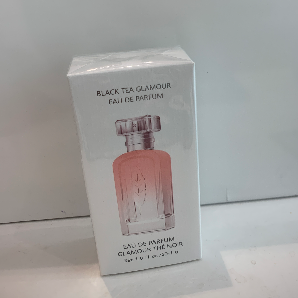 BLACK TEA GLAMOUR
EAU DE PARFUM
EAU DE PARFUM
GLAMOUR THÉ NOIR